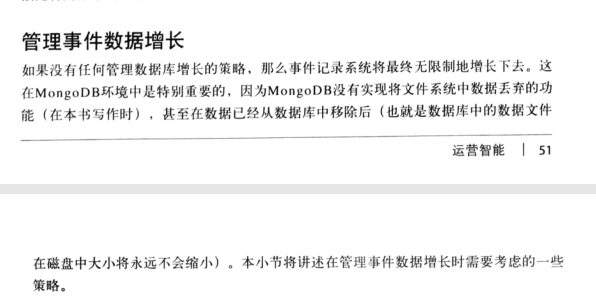 管理事件数据增长
如果没有任何管理数据库增长的策略，那么事件记录系统将最终无限制地增长下去。这
在MongoDB环境中是特别重要的，因为MongoDB没有实现将文件系统中数据丢弃的功
能（在本书写作时），甚至在数据已经从数据库中移除后（也就是数据库中的数据文件
运营智能 | 51
在磁盘中大小将永远不会缩小）。本小节将讲述在管理事件数据增长时需要考虑的一些
策略。